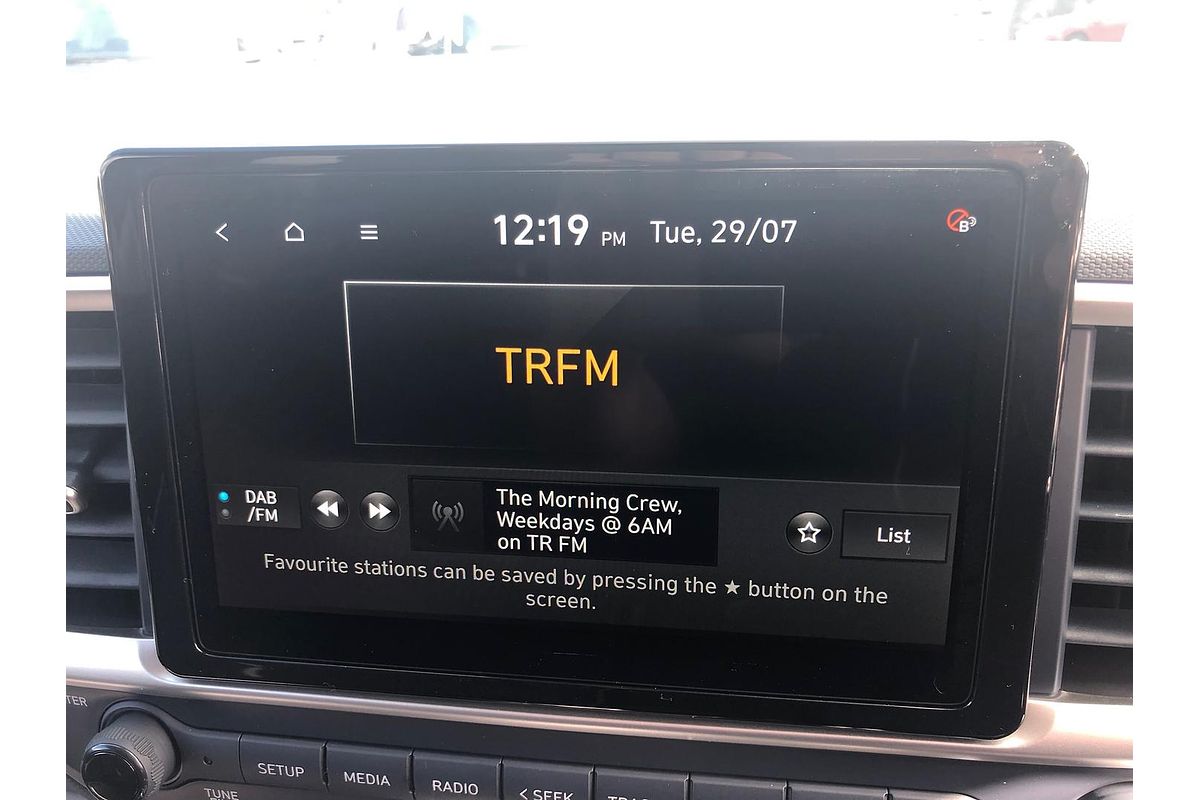 12:19 PM Tue, 29/07
B
TRFM
DAB
/FM
The Morning Crew,
Weekdays @ 6AM
on TR FM
List
Favourite stations can be saved by pressing the ★ button on the
screen.
TER
SETUP
MEDIA
RADIO
< SEEK
TUNE